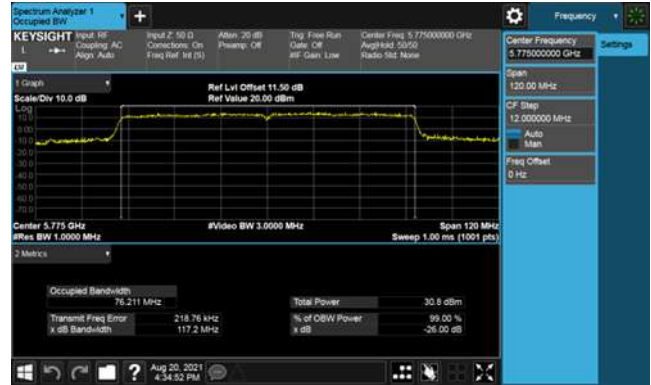 Spectrum Analyzer 1
Occupied BW
Frequency
KEYSIGHT
L
Input: RF
Coupling: AC
Align: Auto
Input Z: 50 Ω
Corrections: On
Freq Ref: Int (S)
Atten: 20 dB
Preamp: Off
Trig: Free Run
Gate: Off
#IF Gain: Low
Center Freq: 5.775000000 GHz
Avg|Hold: 50/50
Radio Std: None
Center Frequency
5.775000000 GHz
Settings
Span
120.00 MHz
CF Step
12.000000 MHz
Auto
Man
Freq Offset
0 Hz
1 Graph
Scale/Div 10.0 dB
Ref Lvl Offset 11.50 dB
Ref Value 20.00 dBm
Log
10.0
0.00
-10.0
-20.0
-30.0
-40.0
-50.0
-60.0
-70.0
Center 5.775 GHz
#Res BW 1.0000 MHz
#Video BW 3.0000 MHz
Span 120 MHz
Sweep 1.00 ms (1001 pts)
2 Metrics
Occupied Bandwidth
76.211 MHz
Total Power 30.8 dBm
Transmit Freq Error 218.76 kHz
% of OBW Power 99.00 %
x dB Bandwidth 117.2 MHz
x dB -26.00 dB
?
Aug 20, 2021
4:34:52 PM